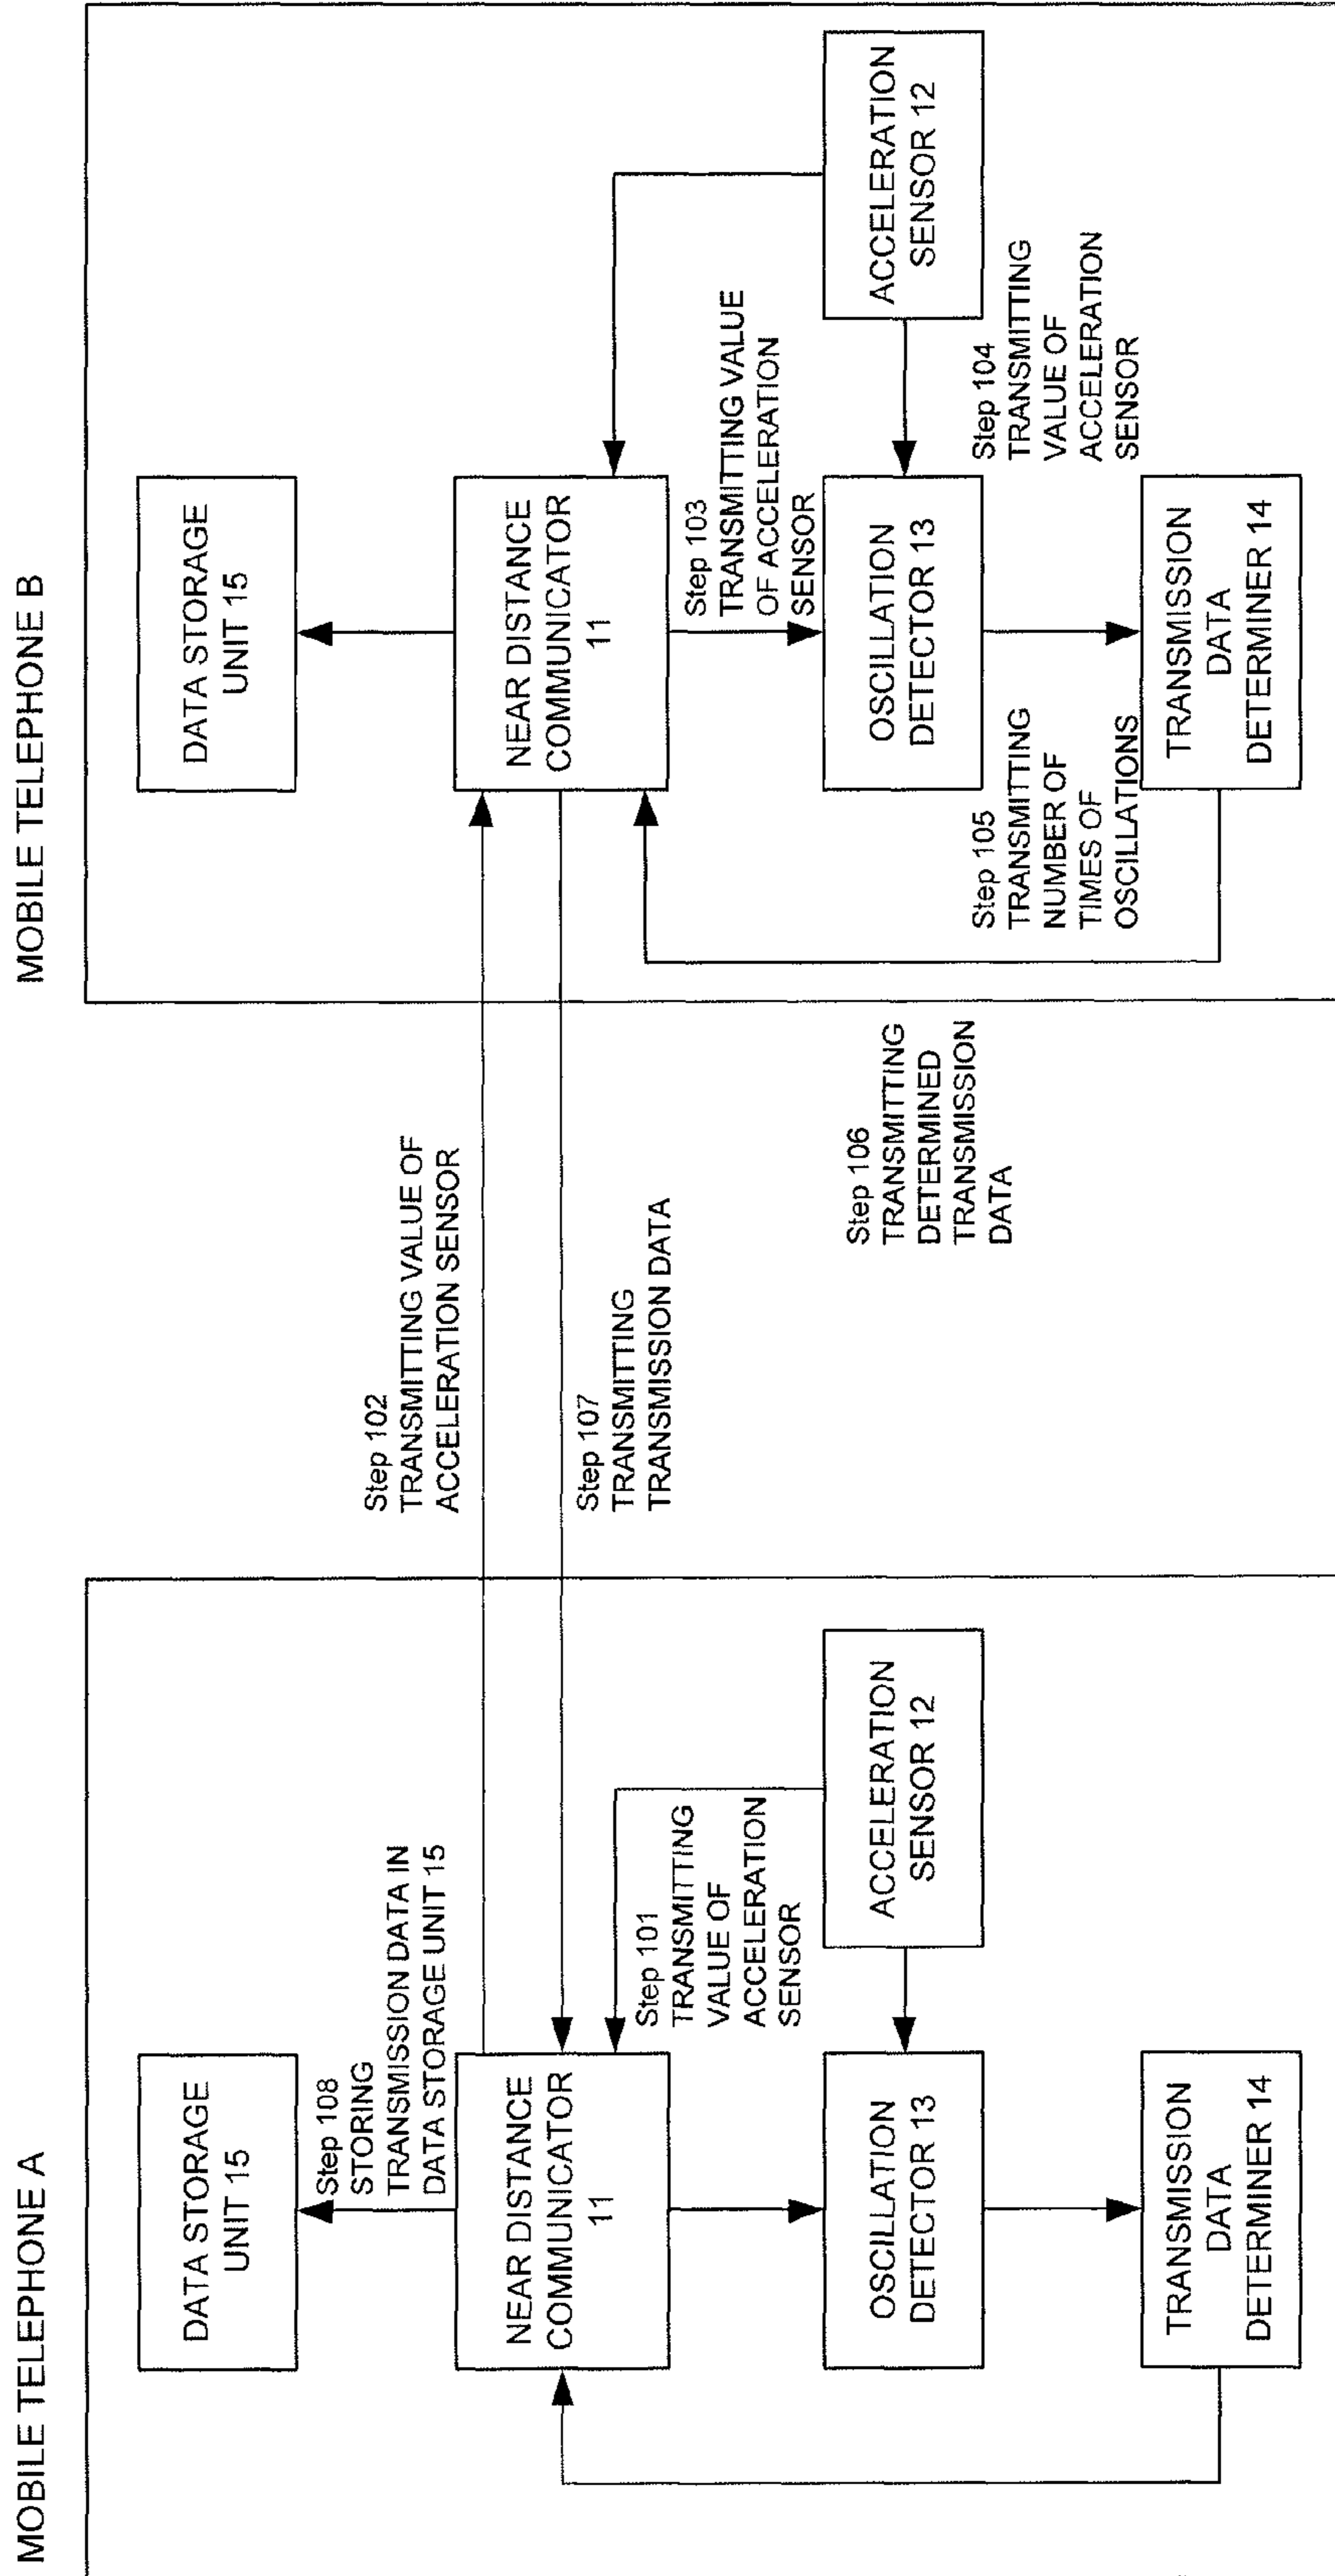 MOBILE TELEPHONE A
DATA STORAGE
UNIT 15
Step 108
STORING
TRANSMISSION DATA IN
DATA STORAGE UNIT 15
NEAR DISTANCE
COMMUNICATOR
11
Step 101
TRANSMITTING
VALUE OF
ACCELERATION
SENSOR
OSCILLATION
DETECTOR 13
ACCELERATION
SENSOR 12
TRANSMISSION
DATA
DETERMINER 14
Step 102
TRANSMITTING VALUE OF
ACCELERATION SENSOR
Step 107
TRANSMITTING
TRANSMISSION DATA
Step 106
TRANSMITTING
DETERMINED
TRANSMISSION
DATA
MOBILE TELEPHONE B
DATA STORAGE
UNIT 15
NEAR DISTANCE
COMMUNICATOR
11
Step 103
TRANSMITTING VALUE
OF ACCELERATION
SENSOR
OSCILLATION
DETECTOR 13
ACCELERATION
SENSOR 12
Step 105
TRANSMITTING
NUMBER OF
TIMES OF
OSCILLATIONS
Step 104
TRANSMITTING
VALUE OF
ACCELERATION
SENSOR
TRANSMISSION
DATA
DETERMINER 14